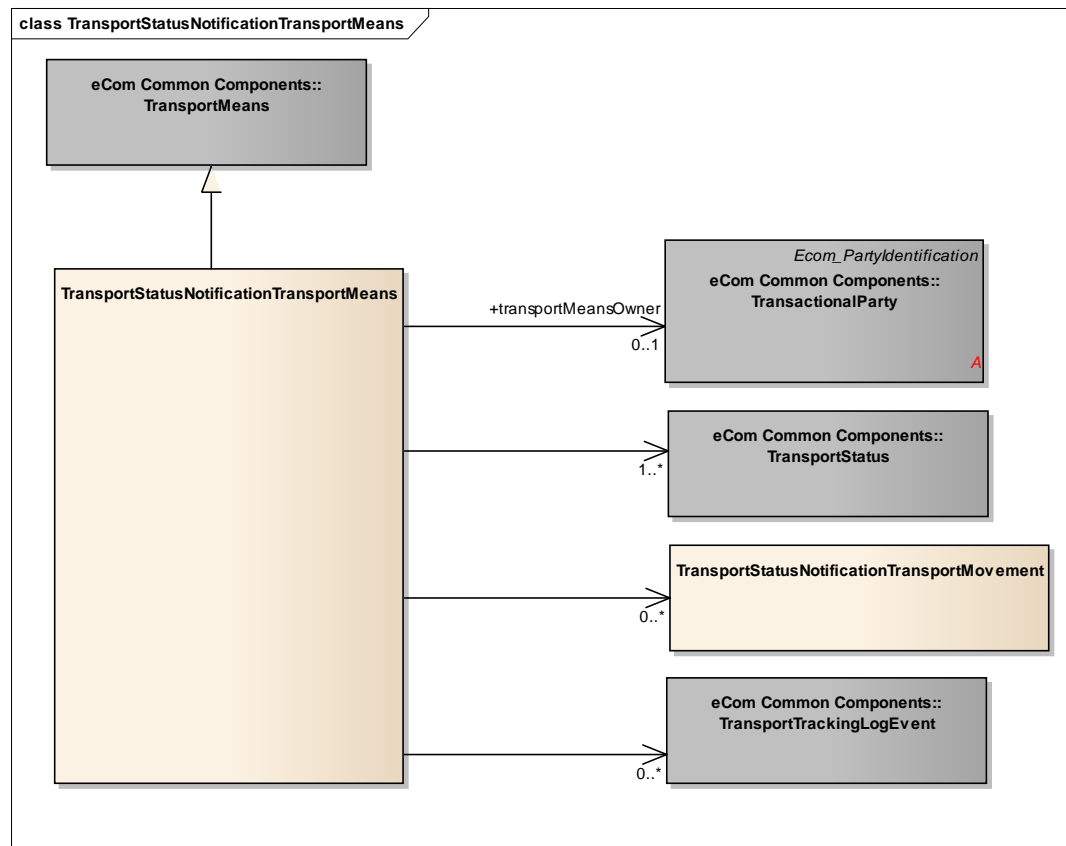 class TransportStatusNotificationTransportMeans
eCom Common Components::
TransportMeans
TransportStatusNotificationTransportMeans
+transportMeansOwner
0..1
Ecom_PartyIdentification
eCom Common Components::
TransactionalParty
A
1..*
eCom Common Components::
TransportStatus
0..*
TransportStatusNotificationTransportMovement
0..*
eCom Common Components::
TransportTrackingLogEvent